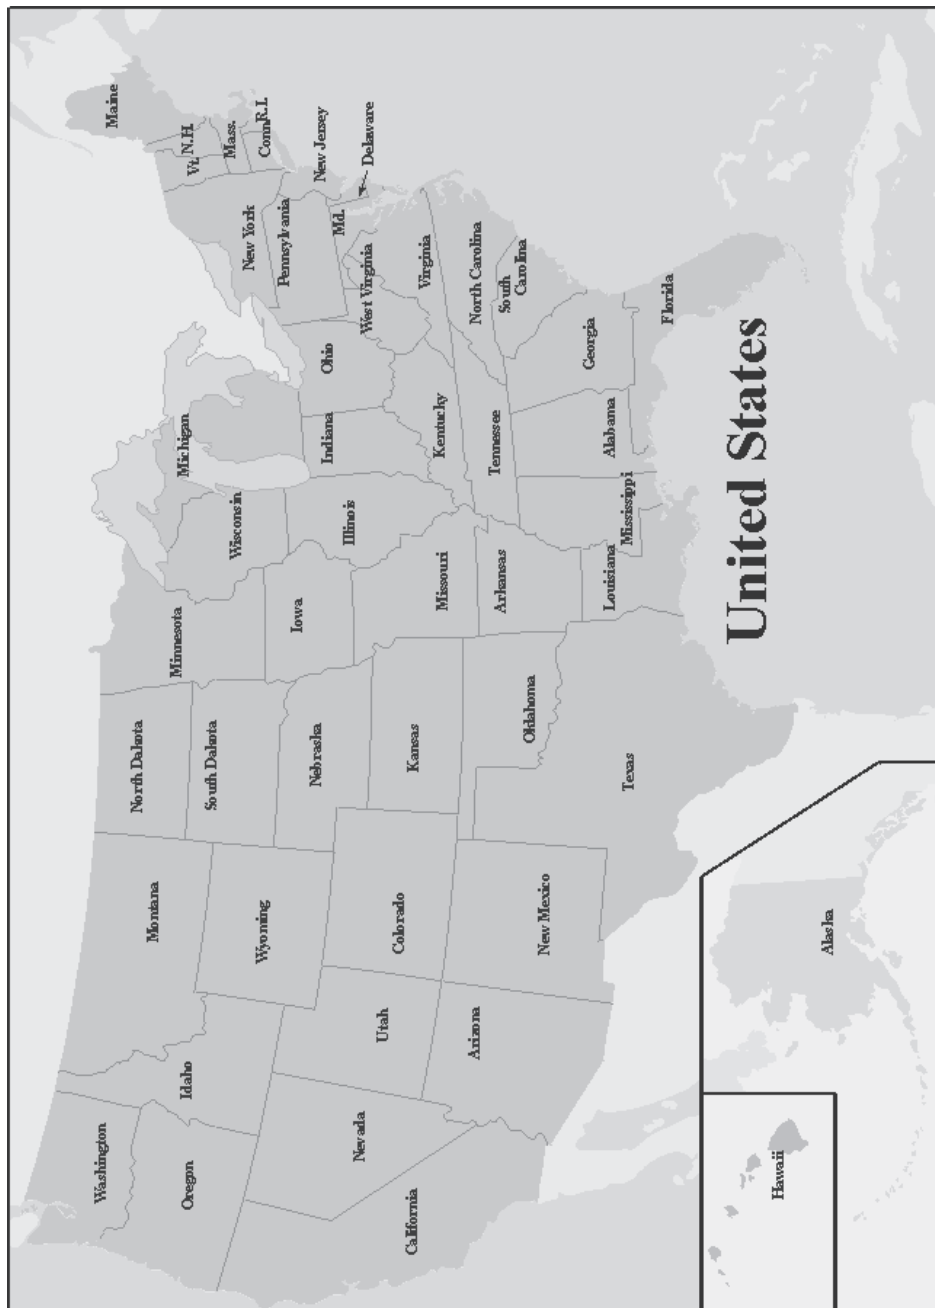 Washington
Maine
North Dakota
Montana
Minnesota
Michigan
Idaho
Oregon
Vt.
N.H.
South Dakota
Mass.
Wisconsin
New York
Wyoming
Conn.
R.I.
Pennsylvania
Iowa
Nebraska
New Jersey
Ohio
Indiana
Md.
Illinois
Nevada
West Virginia
Delaware
Utah
Colorado
California
Kansas
Virginia
Kentucky
Missouri
Arizona
North Carolina
Tennessee
Arkansas
South
Carolina
Oklahoma
New Mexico
Georgia
Louisiana
Alabama
Mississippi
Texas
Florida
United States
Hawaii
Alaska